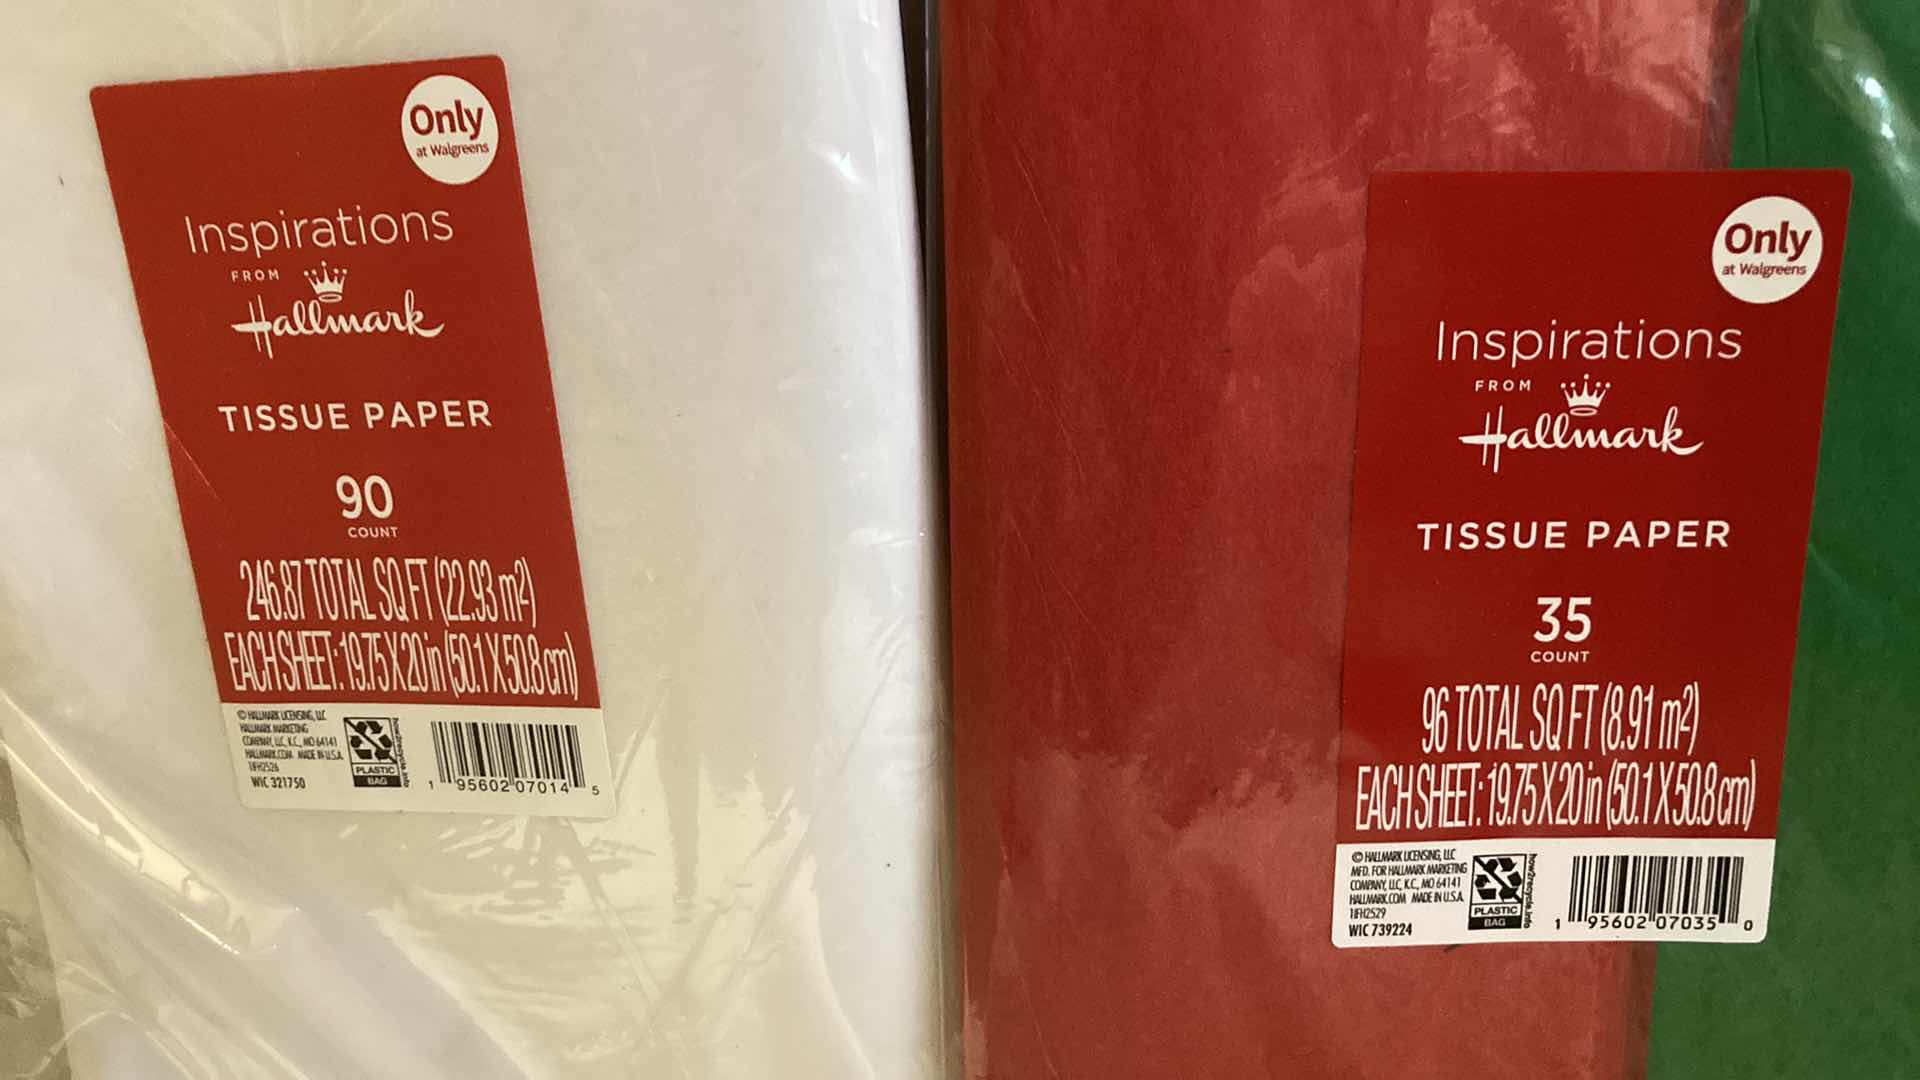 Only
at Walgreens
Inspirations
FROM
Hallmark
TISSUE PAPER
90
COUNT
246.87 TOTAL SQ FT (22.93 m²)
EACH SHEET: 19.75 X 20 in (50.1 X 50.8 cm)
© HALLMARK LICENSING, LLC
HALLMARK MARKETING
COMPANY, LLC, K.C., MO 64141
HALLMARK.COM MADE IN U.S.A.
1IFH2526
WIC 321750
PLASTIC
BAG
how2recycle.info
1 95602 07014 5
Only
at Walgreens
Inspirations
FROM
Hallmark
TISSUE PAPER
35
COUNT
96 TOTAL SQ FT (8.91 m²)
EACH SHEET: 19.75 X 20 in (50.1 X 50.8 cm)
© HALLMARK LICENSING, LLC
MFD. FOR HALLMARK MARKETING
COMPANY, LLC, K.C., MO 64141
HALLMARK.COM MADE IN U.S.A.
1IFH2529
WIC 739224
PLASTIC
BAG
how2recycle.info
1 95602 07035 0